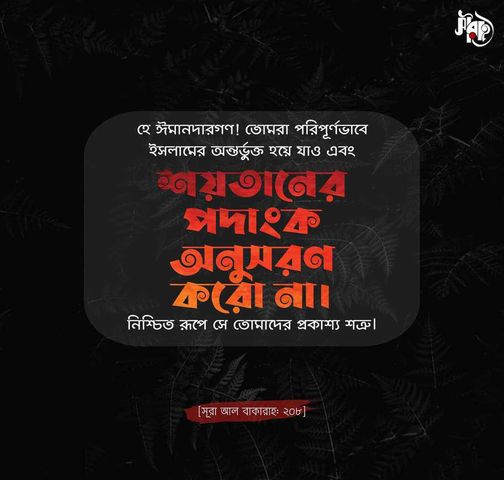 হে ঈমানদারগণ! তোমরা পরিপূর্ণভাবে
ইসলামের অন্তর্ভুক্ত হয়ে যাও এবং
শয়তানের
পদাংক
অনুসরণ
করো না।
নিশ্চিত রূপে সে তোমাদের প্রকাশ্য শত্রু।
[সূরা আল বাকারাহ: ২০৮]